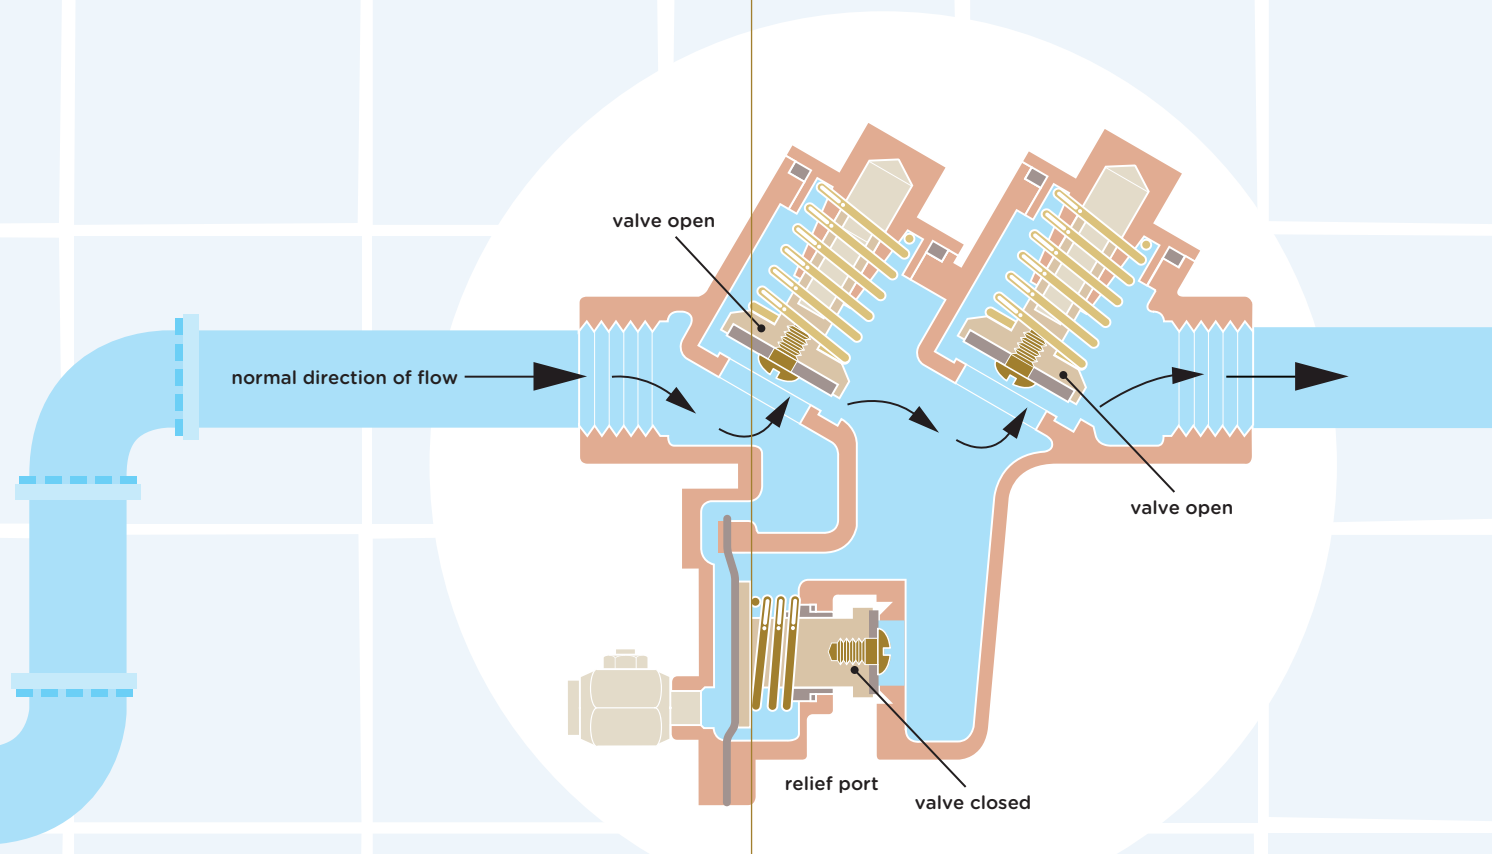 valve open
normal direction of flow
valve open
relief port
valve closed